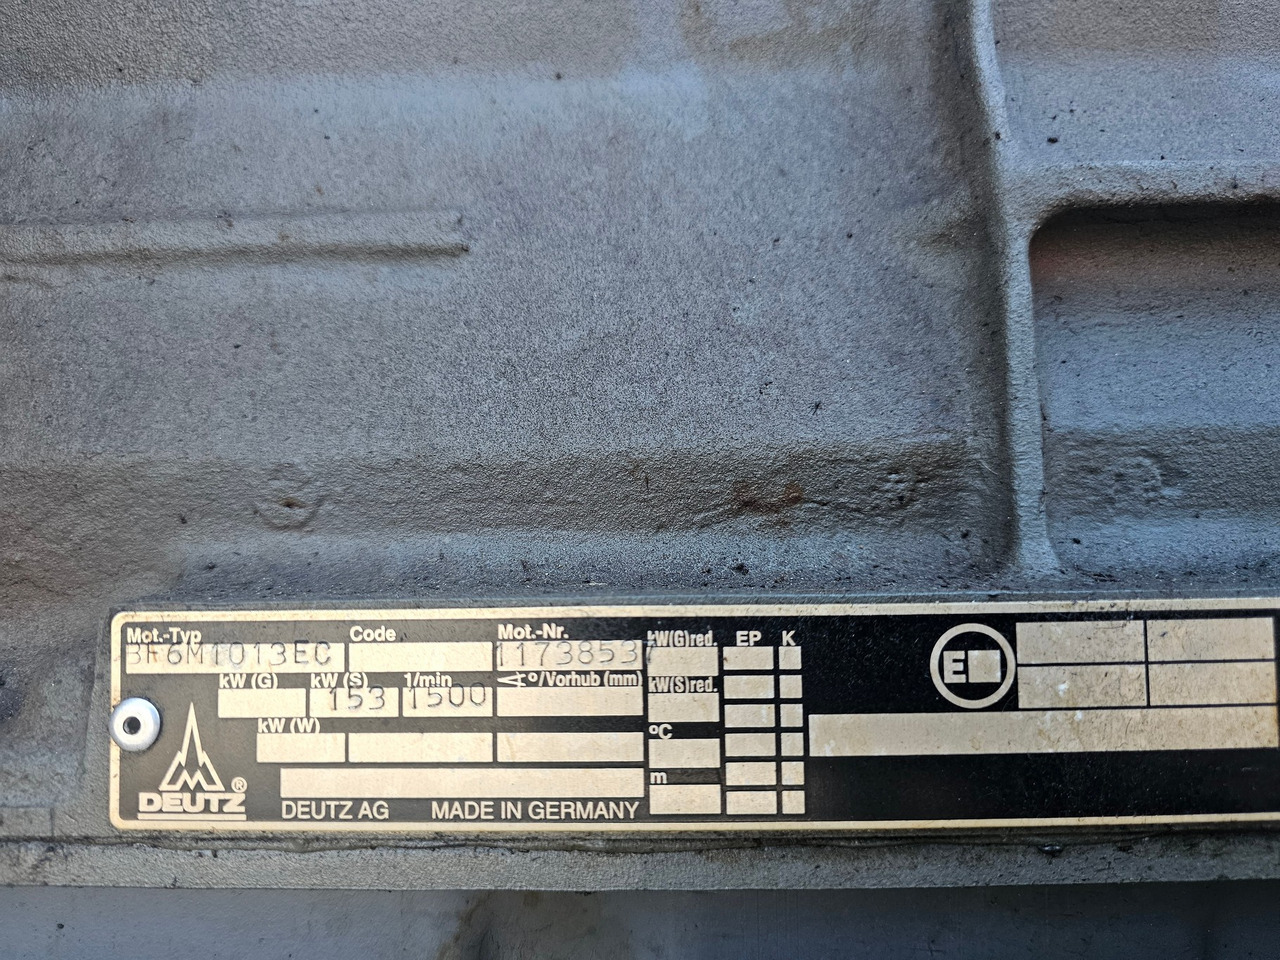 Mot.-Typ Code Mot.-Nr. kW(G)red. EP K
BF6M1013EC 11738537
kW (G) kW (S) 1/min º/Vorhub (mm) kW(S)red.
153 1500
kW (W) ºC
m
DEUTZ® DEUTZ AG MADE IN GERMANY
E